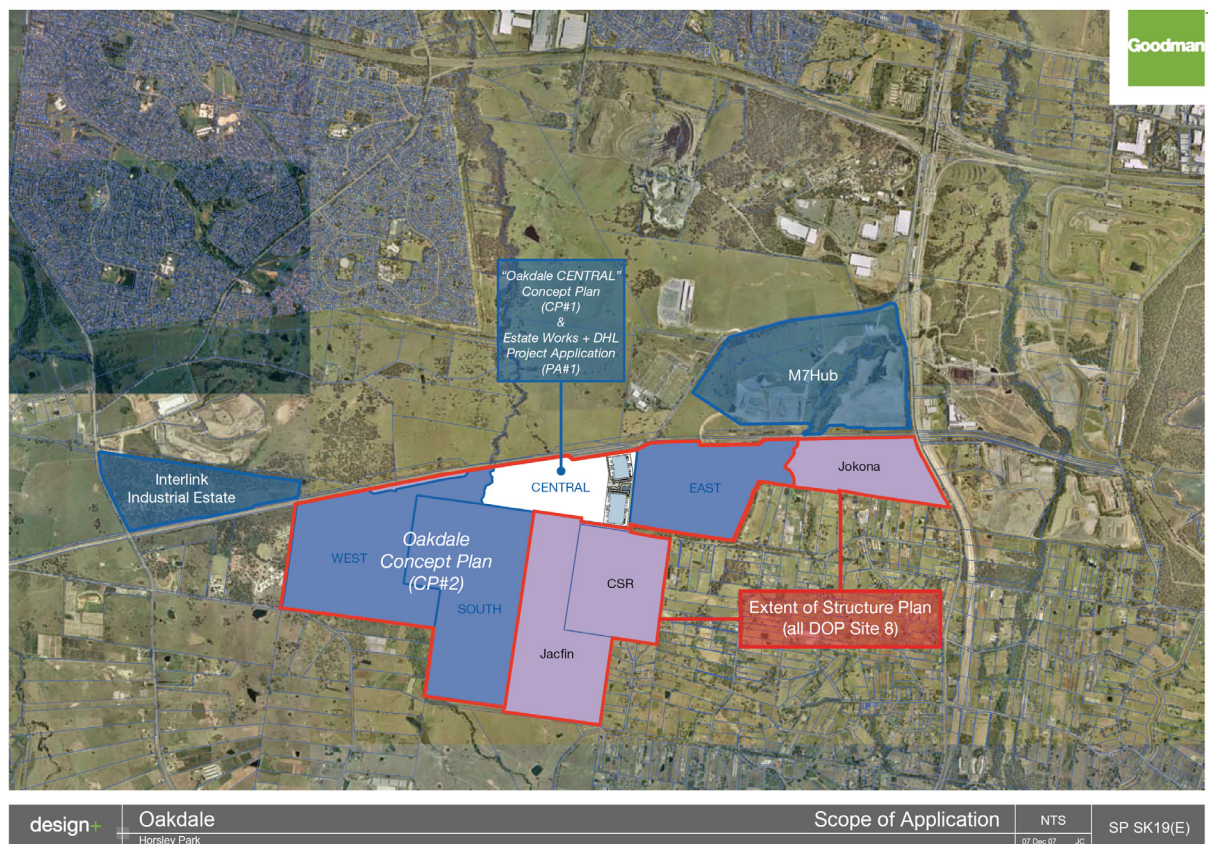 Goodman
"Oakdale CENTRAL"
Concept Plan
(CP#1)
&
Estate Works + DHL
Project Application
(PA#1)
M7Hub
Interlink
Industrial Estate
CENTRAL
EAST
Jokona
WEST
Oakdale
Concept Plan
(CP#2)
SOUTH
CSR
Jacfin
Extent of Structure Plan
(all DOP Site 8)
design+
Oakdale
Horsley Park
Scope of Application
NTS
07 Dec 07 JC
SP SK19(E)